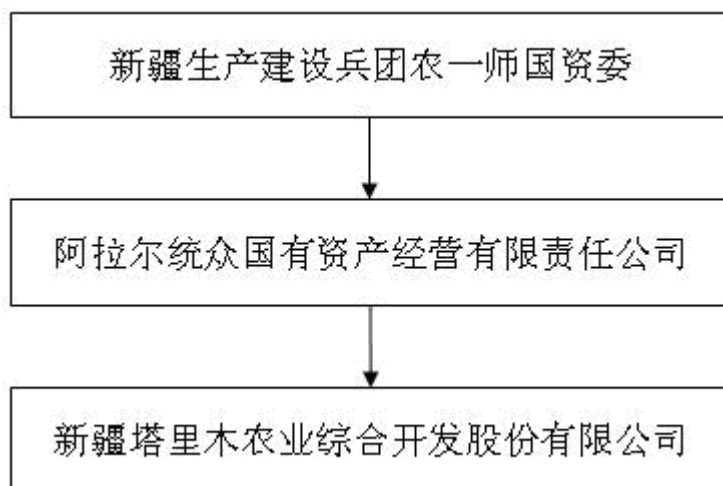 新疆生产建设兵团农一师国资委
阿拉尔统众国有资产经营有限责任公司
新疆塔里木农业综合开发股份有限公司